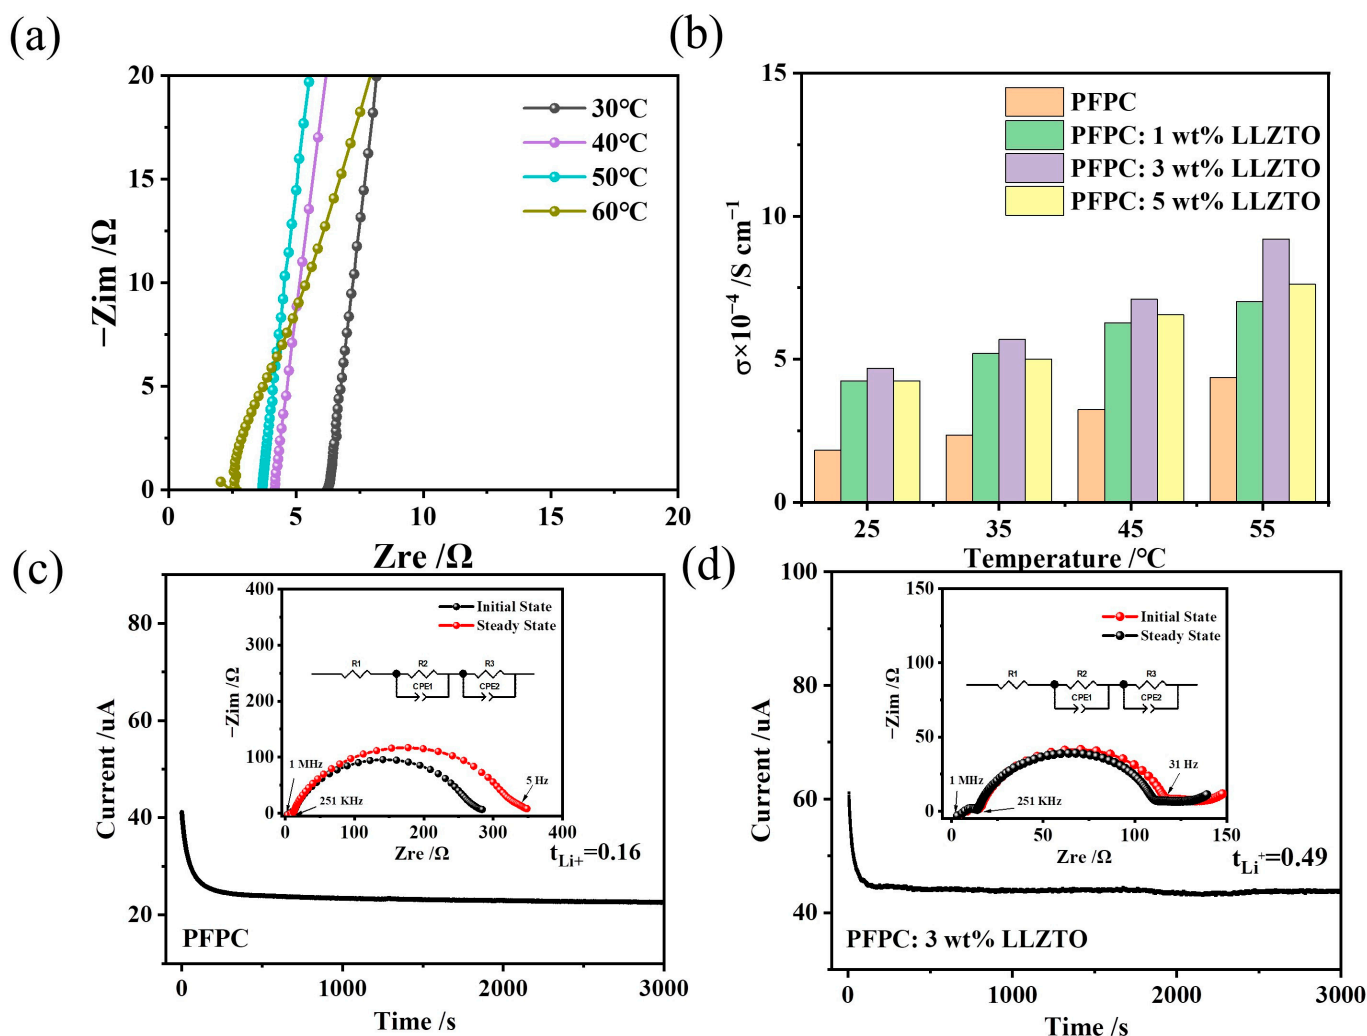 (a)
20
15
10
5
0
−Zim /Ω
30℃
40℃
50℃
60℃
0 5 10 15 20
Zre /Ω
(b)
15
10
5
0
σ×10⁻⁴ /S cm⁻¹
PFPC
PFPC: 1 wt% LLZTO
PFPC: 3 wt% LLZTO
PFPC: 5 wt% LLZTO
25 35 45 55
Temperature /°C
(c)
80
60
40
20
Current /uA
400
300
200
100
0
−Zim /Ω
Initial State
Steady State
R1 R2 R3
CPE1 CPE2
1 MHz
251 KHz
5 Hz
0 100 200 300 400
Zre /Ω
tLi+=0.16
PFPC
0 1000 2000 3000
Time /s
(d)
100
80
60
40
Current /uA
150
100
50
0
−Zim /Ω
Initial State
Steady State
R1 R2 R3
CPE1 CPE2
1 MHz
251 KHz
31 Hz
0 50 100 150
Zre /Ω
tLi+=0.49
PFPC: 3 wt% LLZTO
0 1000 2000 3000
Time /s